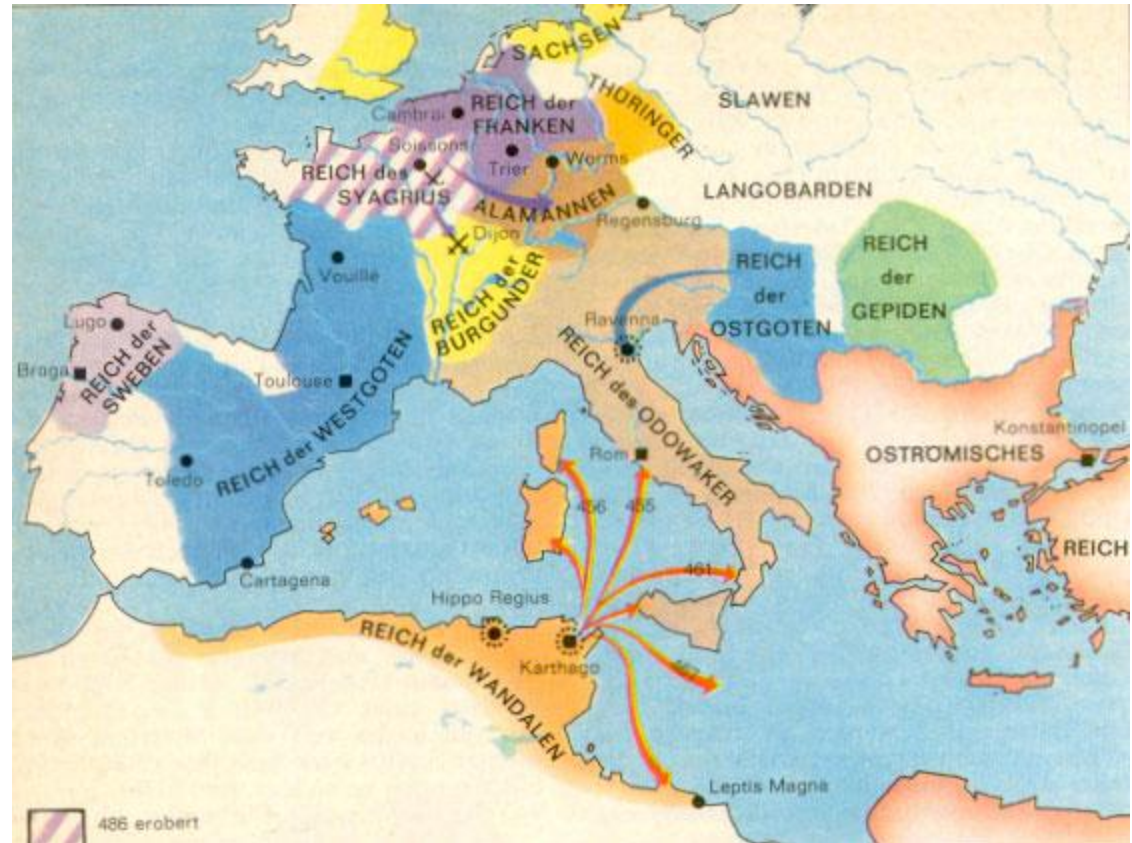 SACHSEN
THÜRINGER
SLAWEN
Cambrai
REICH der
FRANKEN
Soissons
Trier
Worms
REICH des
SYAGRIUS
LANGOBARDEN
ALAMANNEN
Regensburg
Dijon
REICH
der
GEPIDEN
Vouille
REICH der
BURGUNDER
REICH
der
OSTGOTEN
Lugo
Ravenna
Braga
REICH der
SWEBEN
Toulouse
REICH der WESTGOTEN
REICH des ODOWAKER
Konstantinopel
Rom
OSTRÖMISCHES
Toledo
456
455
REICH
Cartagena
461
Hippo Regius
REICH der WANDALEN
Karthago
Leptis Magna
486 erobert